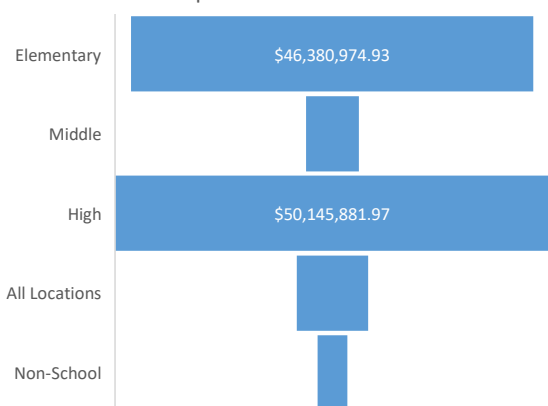 Elementary
$46,380,974.93
Middle
High
$50,145,881.97
All Locations
Non-School